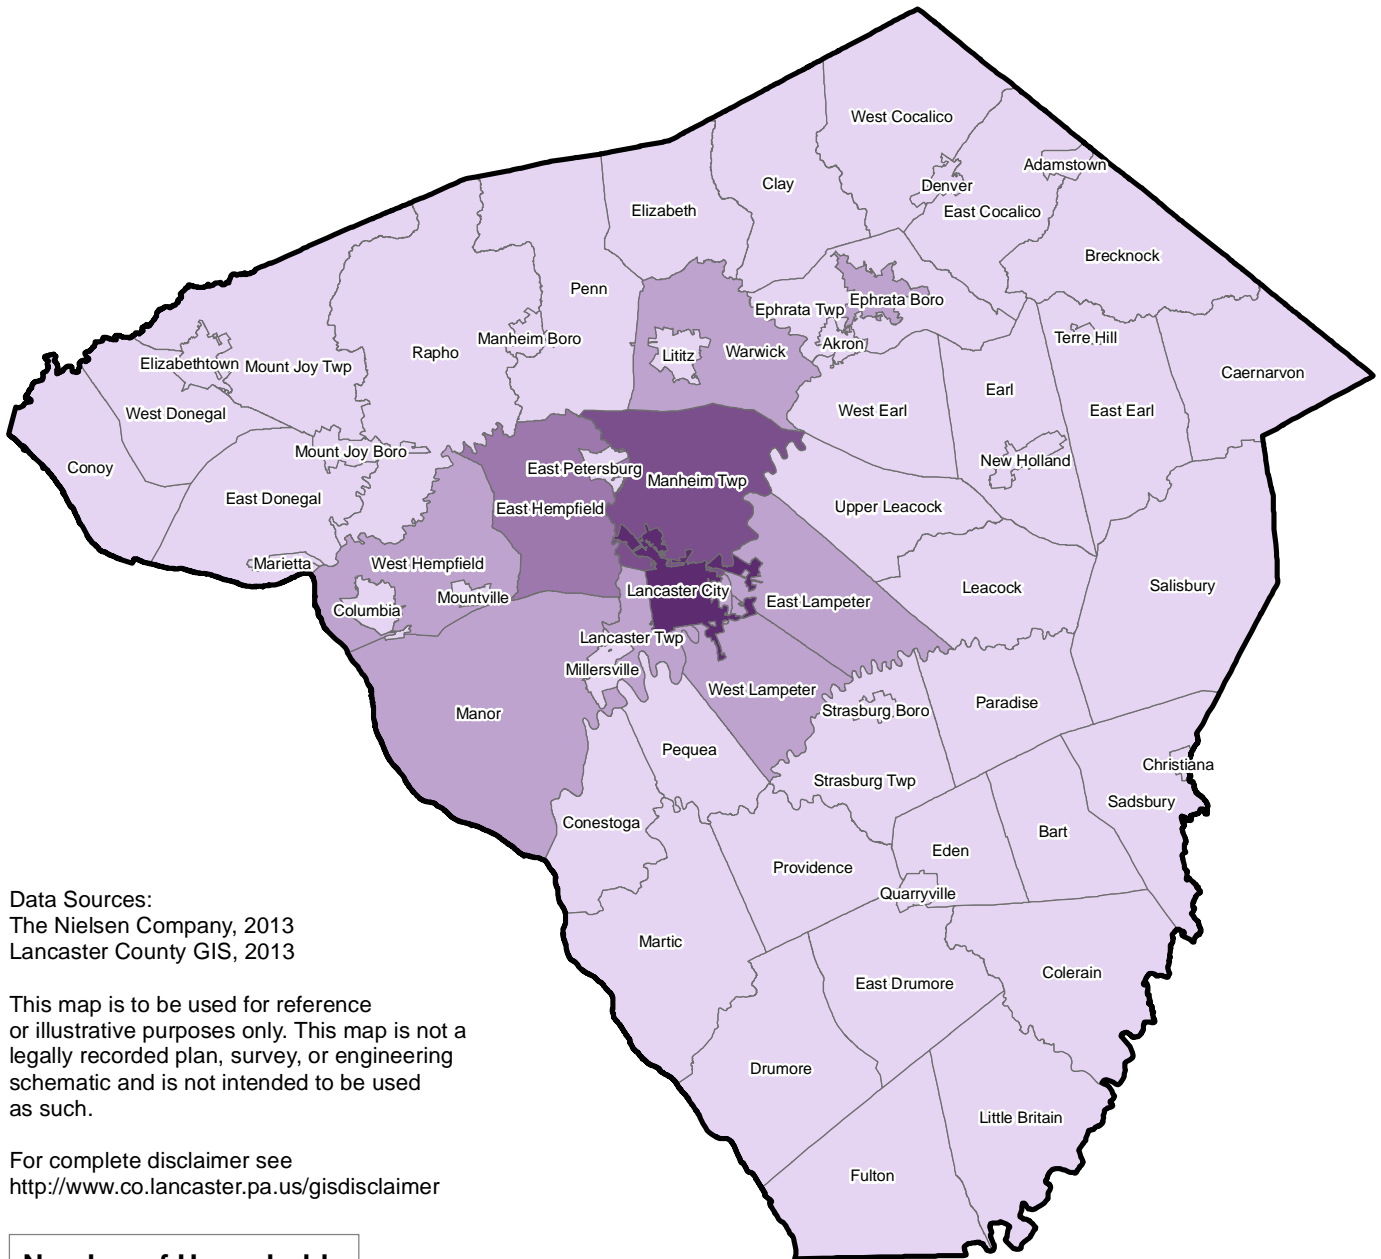 West Cocalico
Adamstown
Clay
Denver
Elizabeth
East Cocalico
Brecknock
Penn
Ephrata Boro
Ephrata Twp
Manheim Boro
Terre Hill
Akron
Rapho
Lititz
Warwick
Elizabethtown
Mount Joy Twp
Caernarvon
Earl
West Donegal
West Earl
East Earl
Mount Joy Boro
New Holland
Conoy
East Petersburg
Manheim Twp
East Donegal
East Hempfield
Upper Leacock
Marietta
West Hempfield
Salisbury
Leacock
Lancaster City
Mountville
East Lampeter
Columbia
Lancaster Twp
Millersville
West Lampeter
Paradise
Manor
Strasburg Boro
Pequea
Christiana
Strasburg Twp
Sadsbury
Conestoga
Bart
Eden
Providence
Quarryville
Martic
Colerain
East Drumore
Drumore
Little Britain
Fulton
Data Sources:
The Nielsen Company, 2013
Lancaster County GIS, 2013
This map is to be used for reference
or illustrative purposes only. This map is not a
legally recorded plan, survey, or engineering
schematic and is not intended to be used
as such.
For complete disclaimer see
http://www.co.lancaster.pa.us/gisdisclaimer
Number of Households